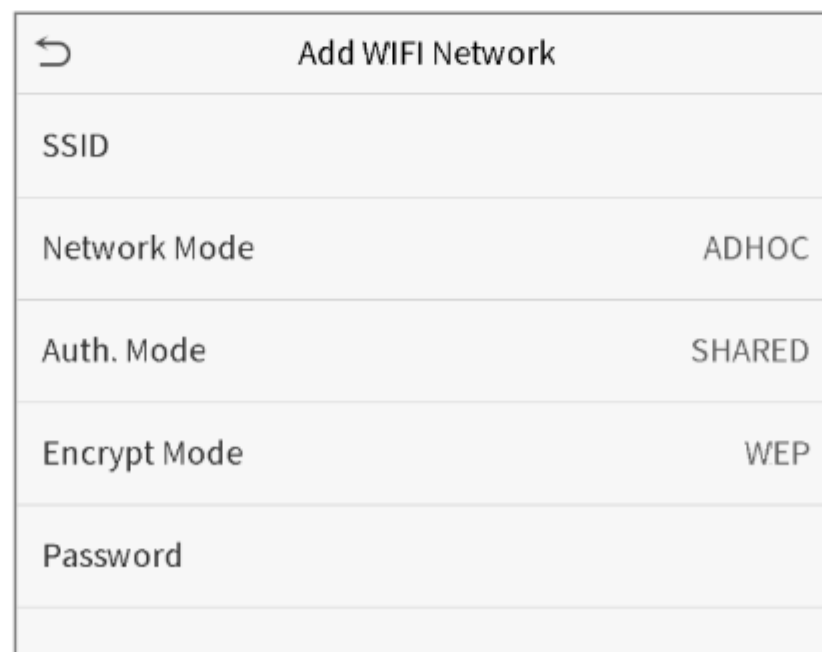 Add WIFI Network
SSID
Network Mode ADHOC
Auth. Mode SHARED
Encrypt Mode WEP
Password